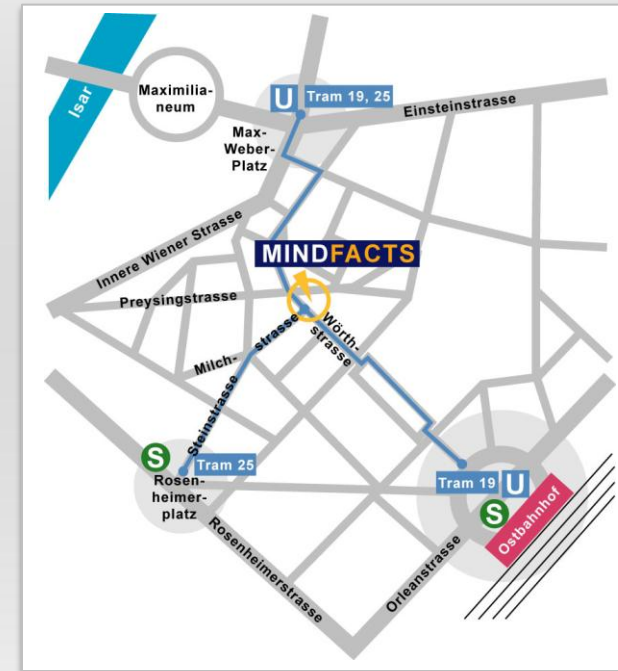 Isar
Maximilia-
neum
U Tram 19, 25
Einsteinstrasse
Max-
Weber-
Platz
Innere Wiener Strasse
MINDFACTS
Preysingstrasse
Milch-
strasse
Wörth-
strasse
Steinstrasse
S
Rosen-
heimer-
platz
Tram 25
Tram 19 U
S
Ostbahnhof
Rosenheimerstrasse
Orleanstrasse